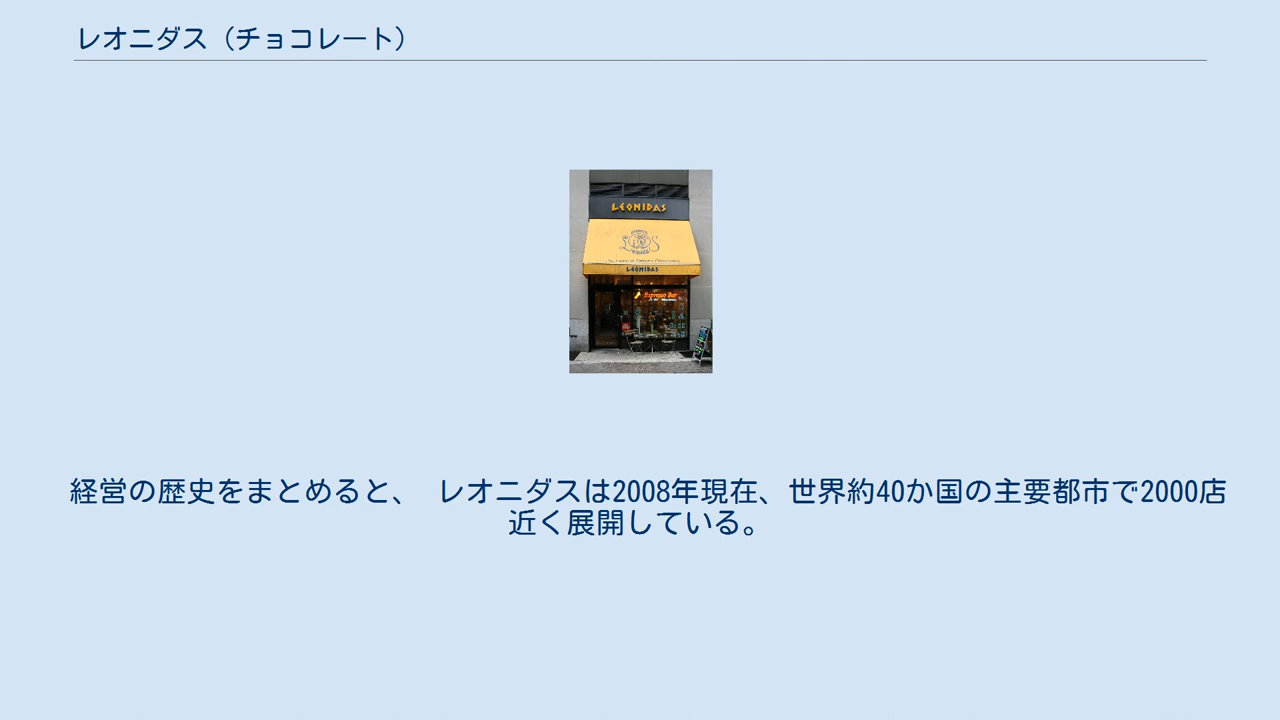 レオニダス（チョコレート）
LEONIDAS
LEONIDAS
Espresso Bar
経営の歴史をまとめると、 レオニダスは2008年現在、世界約40か国の主要都市で2000店
近く展開している。